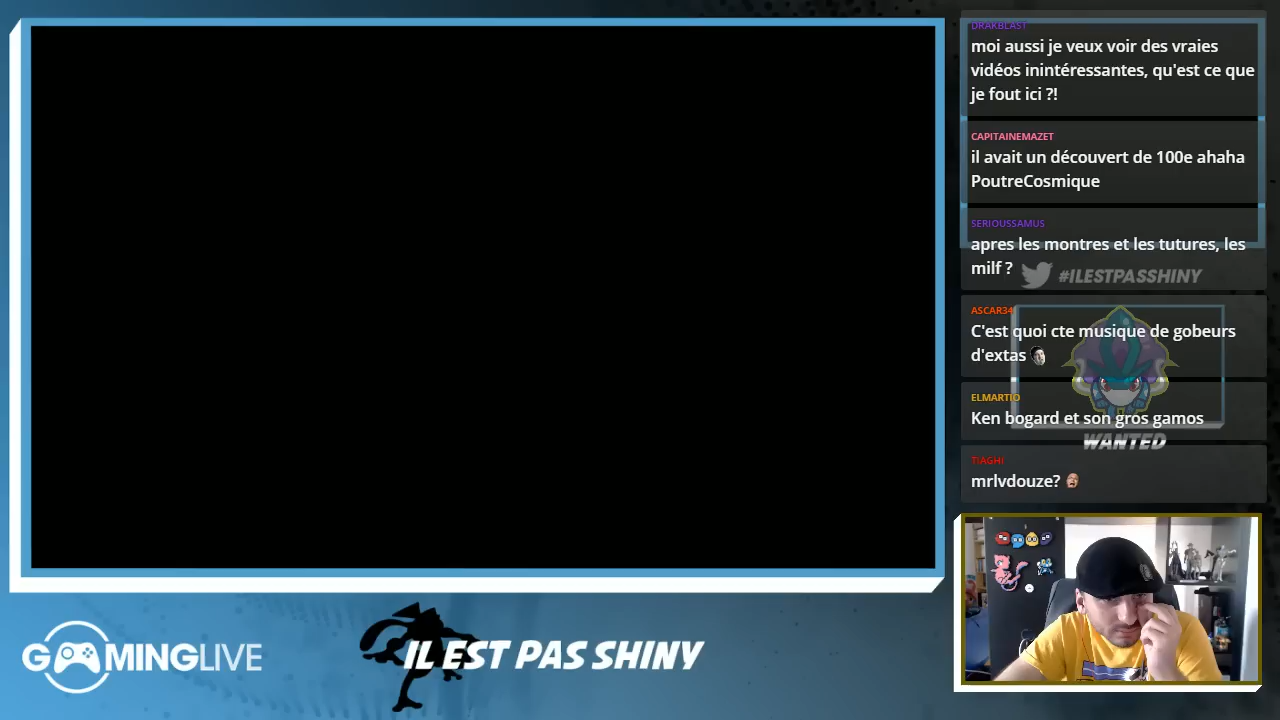 DRAKBLAST
moi aussi je veux voir des vraies
vidéos inintéressantes, qu'est ce que
je fout ici ?!
CAPITAINEMAZET
il avait un découvert de 100e ahaha
PoutreCosmique
SERIOUSSAMUS
apres les montres et les tutures, les
milf ?
#ILESTPASSHINY
ASCAR34
C'est quoi cte musique de gobeurs
d'extas
ELMARTIO
Ken bogard et son gros gamos
WANTED
T1AGHI
mrlvdouze?
GAMINGLIVE
IL EST PAS SHINY